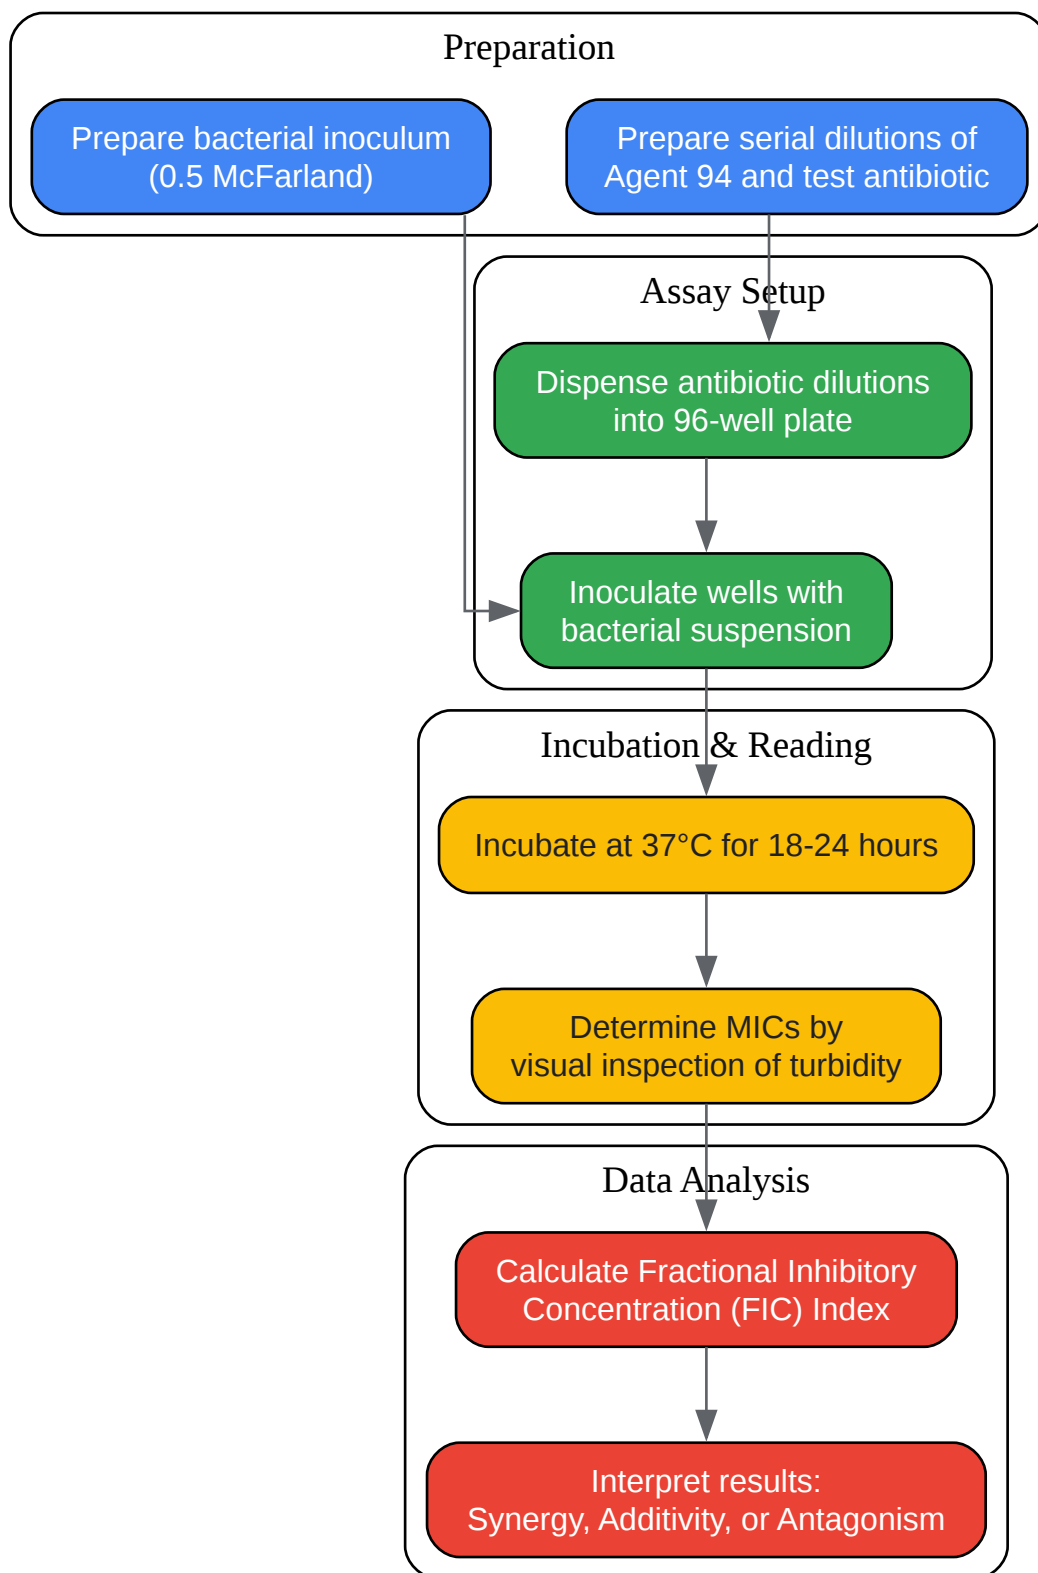 Preparation
Prepare bacterial inoculum
(0.5 McFarland)
Prepare serial dilutions of
Agent 94 and test antibiotic
Assay Setup
Dispense antibiotic dilutions
into 96-well plate
Inoculate wells with
bacterial suspension
Incubation & Reading
Incubate at 37°C for 18-24 hours
Determine MICs by
visual inspection of turbidity
Data Analysis
Calculate Fractional Inhibitory
Concentration (FIC) Index
Interpret results:
Synergy, Additivity, or Antagonism